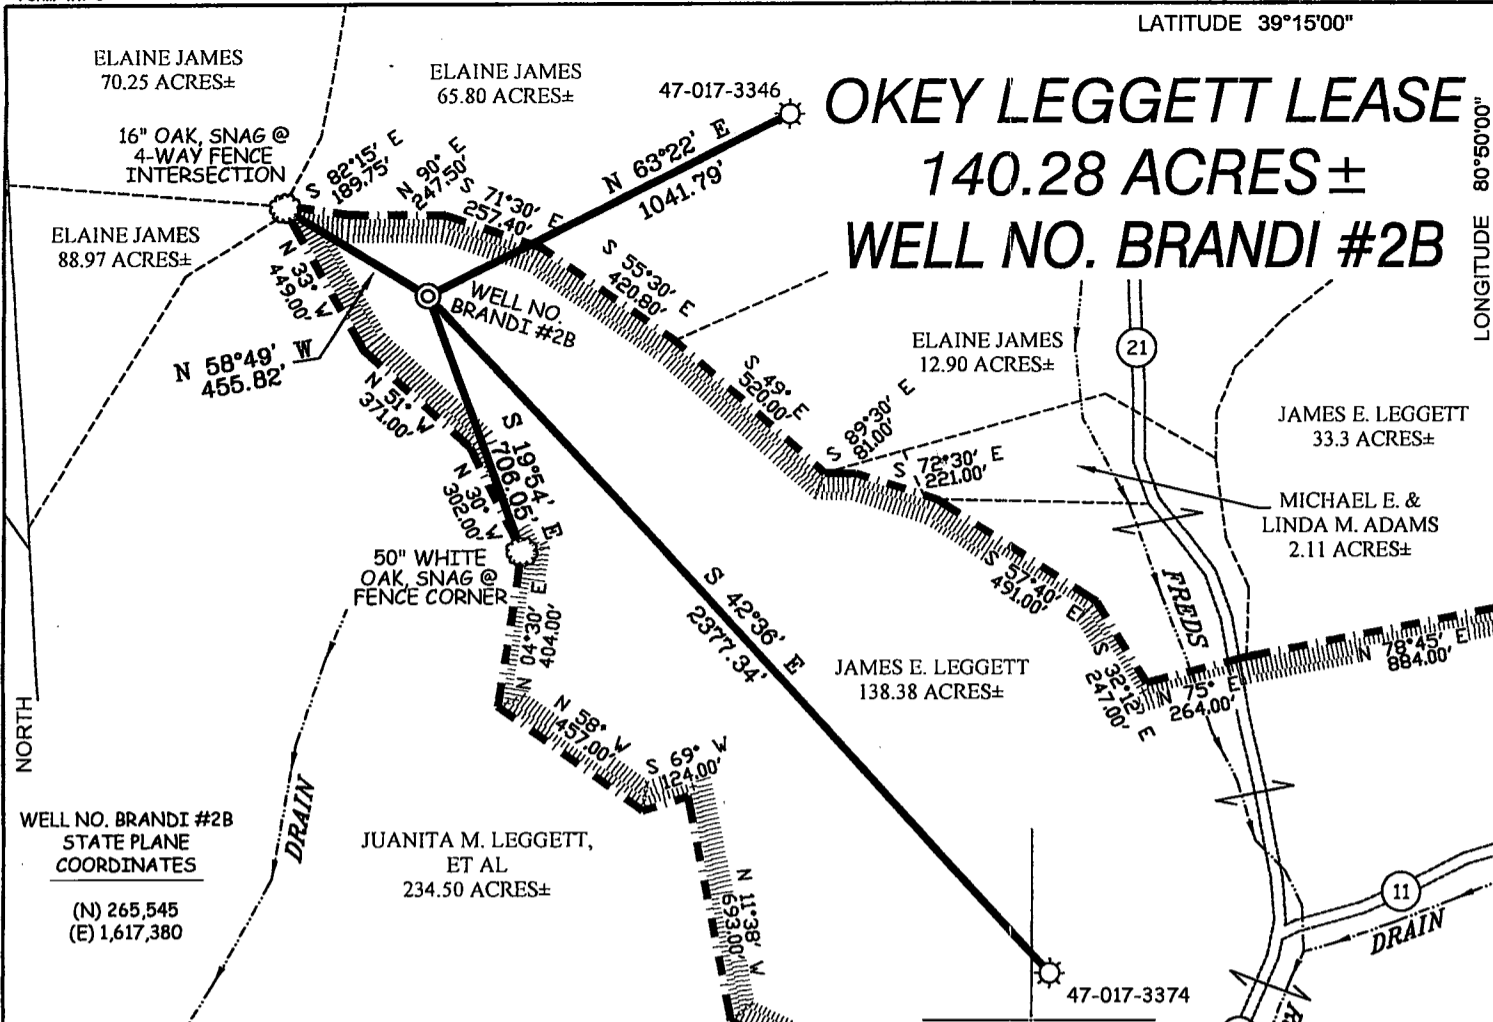 LATITUDE 39°15'00"
OKEY LEGGETT LEASE
140.28 ACRES±
WELL NO. BRANDI #2B
LONGITUDE 80°50'00"
ELAINE JAMES
70.25 ACRES±
ELAINE JAMES
65.80 ACRES±
47-017-3346
16" OAK, SNAG @
4-WAY FENCE
INTERSECTION
S 82°15' E
189.75'
N 90° E
247.50'
S 71°30' E
257.40'
N 63°22' E
1041.79'
ELAINE JAMES
88.97 ACRES±
N 33° W
449.00'
WELL NO.
BRANDI #2B
S 55°30' E
420.80'
N 58°49' W
455.82'
N 51° W
371.00'
S 49° E
520.00'
ELAINE JAMES
12.90 ACRES±
21
S 89°30' E
81.00'
JAMES E. LEGGETT
33.3 ACRES±
S 19°54' E
706.05'
N 30° W
302.00'
S 72°30' E
221.00'
MICHAEL E. &
LINDA M. ADAMS
2.11 ACRES±
50" WHITE
OAK, SNAG @
FENCE CORNER
S 57°40' E
491.00'
FREDS
N 04°30' E
404.00'
S 42°36' E
2377.34'
JAMES E. LEGGETT
138.38 ACRES±
S 32°12' E
247.00'
N 75° E
264.00'
N 78°45' E
884.00'
NORTH
N 58° W
457.00'
S 69° W
124.00'
WELL NO. BRANDI #2B
STATE PLANE
COORDINATES
(N) 265,545
(E) 1,617,380
DRAIN
JUANITA M. LEGGETT,
ET AL
234.50 ACRES±
N 11°38' W
693.00'
11
DRAIN
47-017-3374